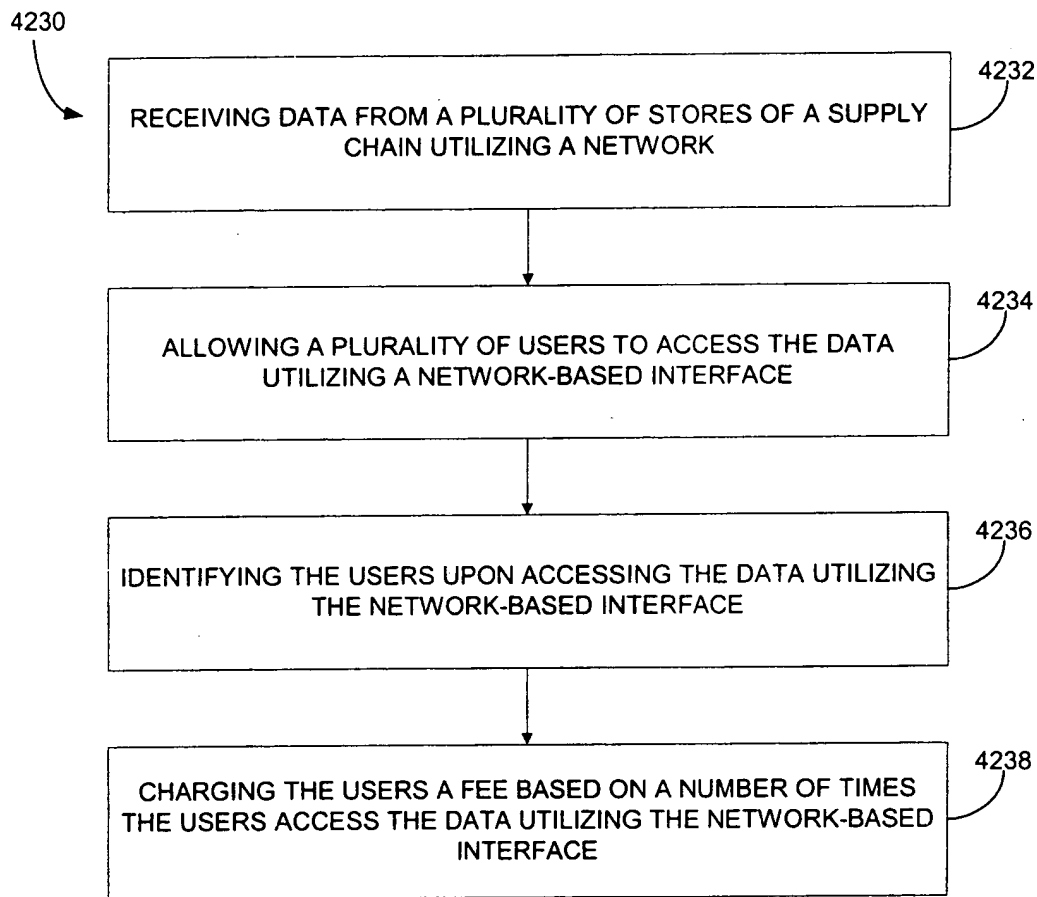 4230
4232
RECEIVING DATA FROM A PLURALITY OF STORES OF A SUPPLY
CHAIN UTILIZING A NETWORK
4234
ALLOWING A PLURALITY OF USERS TO ACCESS THE DATA
UTILIZING A NETWORK-BASED INTERFACE
4236
IDENTIFYING THE USERS UPON ACCESSING THE DATA UTILIZING
THE NETWORK-BASED INTERFACE
4238
CHARGING THE USERS A FEE BASED ON A NUMBER OF TIMES
THE USERS ACCESS THE DATA UTILIZING THE NETWORK-BASED
INTERFACE